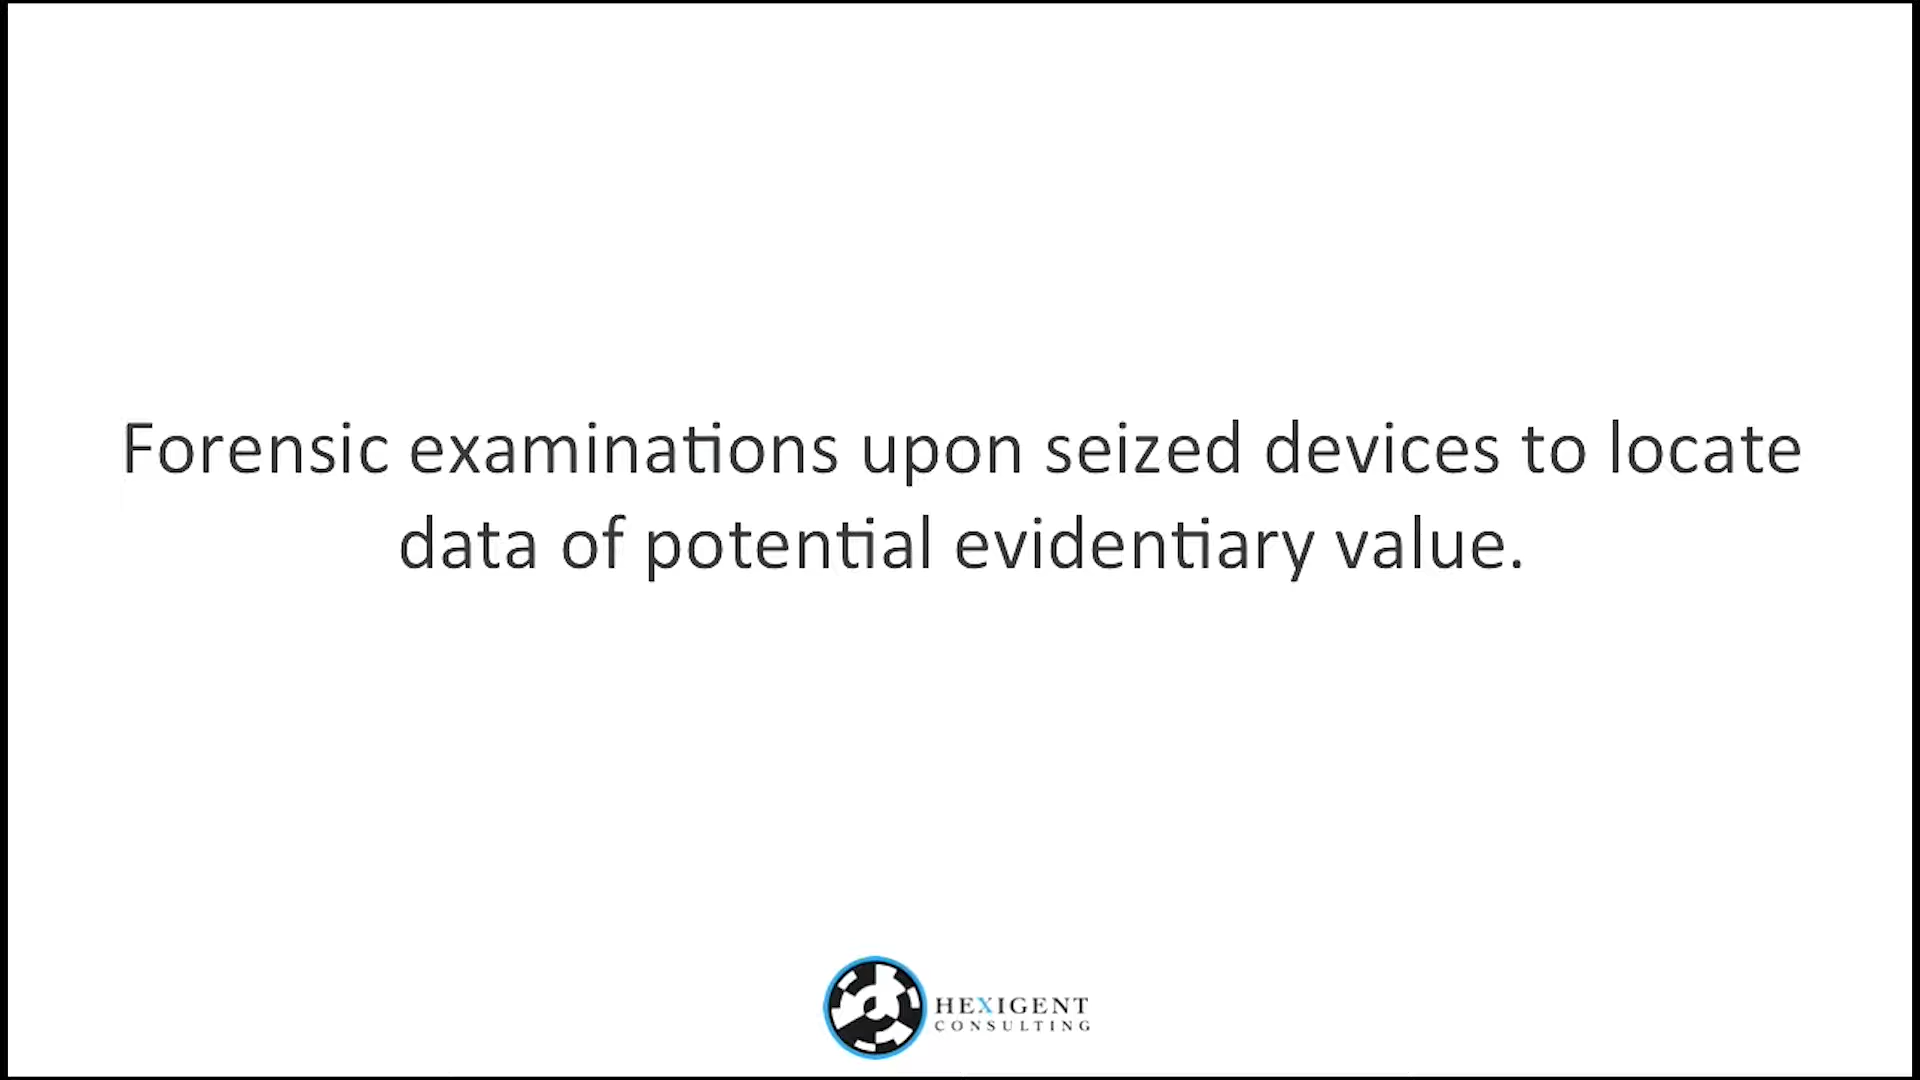 Forensic examinations upon seized devices to locate
data of potential evidentiary value.
HEXIGENT
CONSULTING